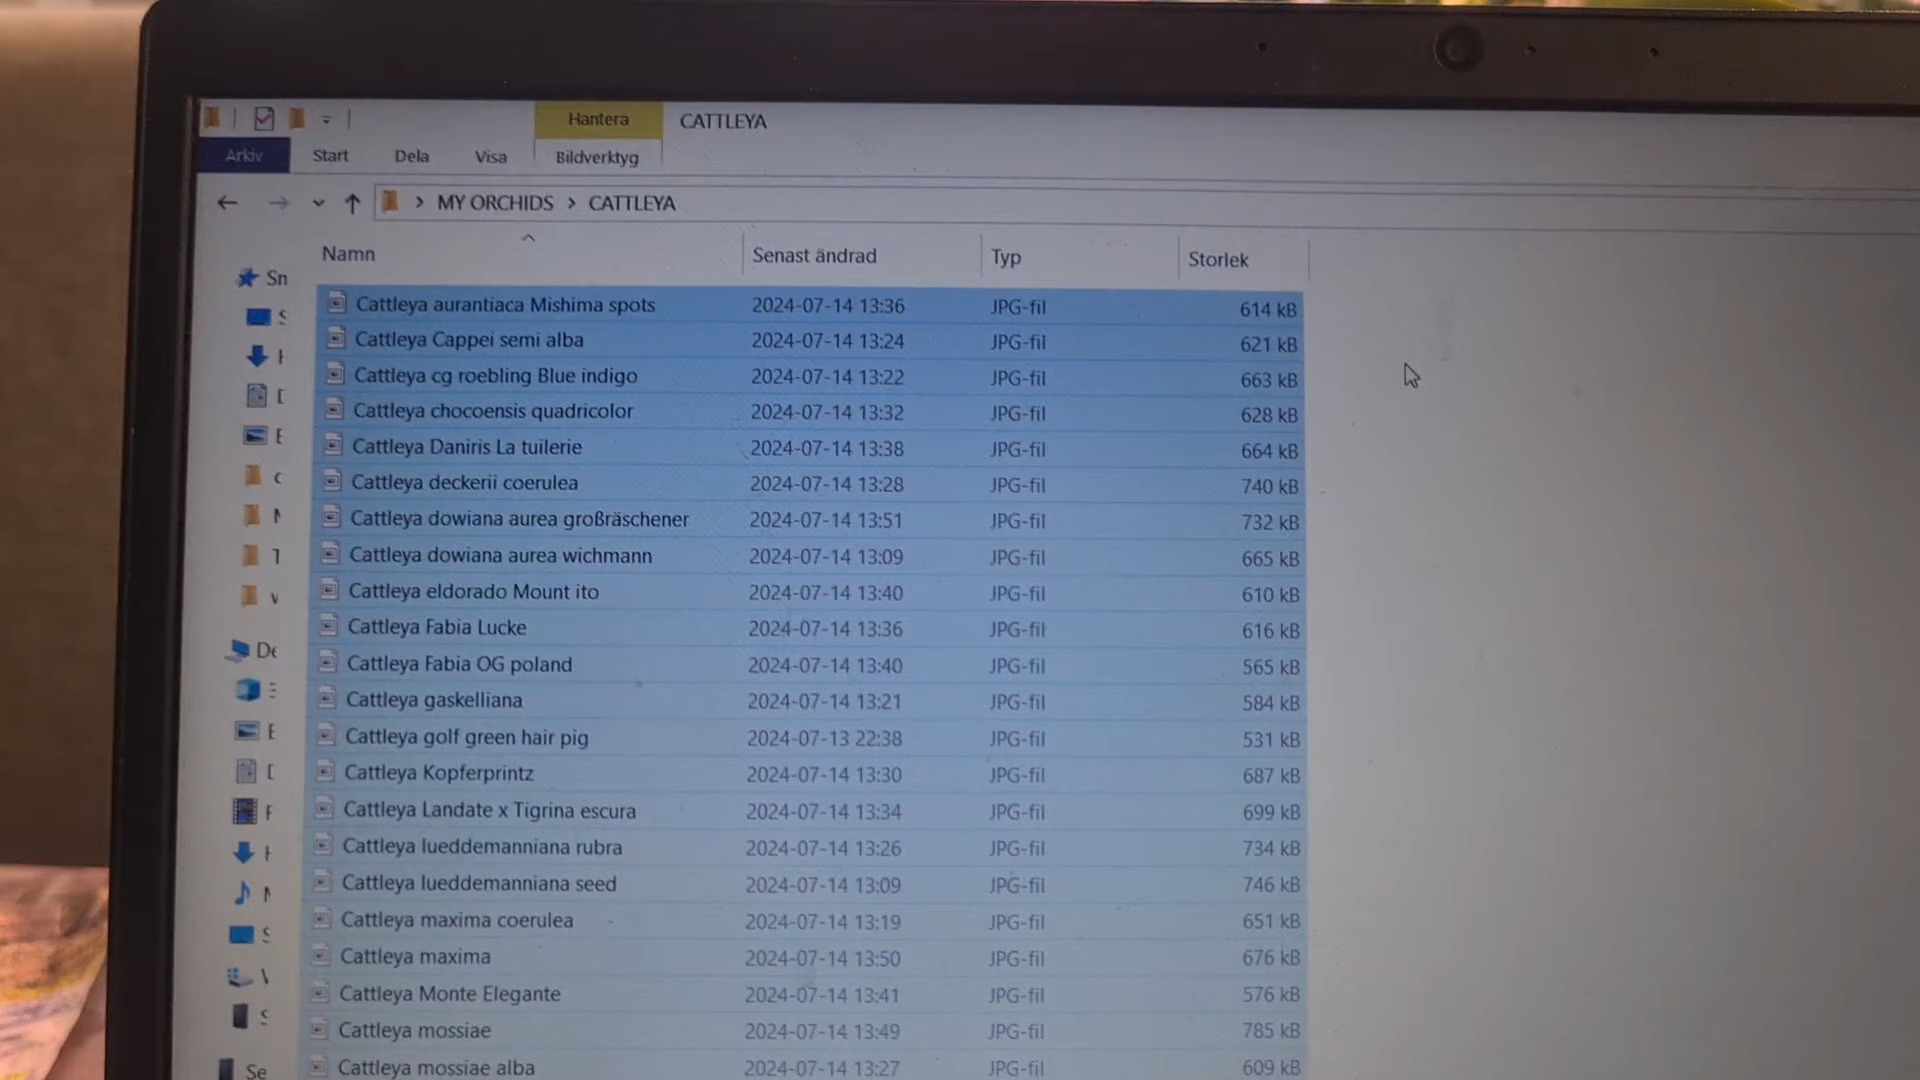 Hantera CATTLEYA
Arkiv Start Dela Visa Bildverktyg
MY ORCHIDS > CATTLEYA
Namn Senast ändrad Typ Storlek
Sn
Cattleya aurantiaca Mishima spots 2024-07-14 13:36 JPG-fil 614 kB
Cattleya Cappei semi alba 2024-07-14 13:24 JPG-fil 621 kB
Cattleya cg roebling Blue indigo 2024-07-14 13:22 JPG-fil 663 kB
Cattleya chocoensis quadricolor 2024-07-14 13:32 JPG-fil 628 kB
Cattleya Daniris La tuilerie 2024-07-14 13:38 JPG-fil 664 kB
Cattleya deckerii coerulea 2024-07-14 13:28 JPG-fil 740 kB
Cattleya dowiana aurea großräschener 2024-07-14 13:51 JPG-fil 732 kB
Cattleya dowiana aurea wichmann 2024-07-14 13:09 JPG-fil 665 kB
Cattleya eldorado Mount ito 2024-07-14 13:40 JPG-fil 610 kB
Cattleya Fabia Lucke 2024-07-14 13:36 JPG-fil 616 kB
De
Cattleya Fabia OG poland 2024-07-14 13:40 JPG-fil 565 kB
Cattleya gaskelliana 2024-07-14 13:21 JPG-fil 584 kB
Cattleya golf green hair pig 2024-07-13 22:38 JPG-fil 531 kB
Cattleya Kopferprintz 2024-07-14 13:30 JPG-fil 687 kB
Cattleya Landate x Tigrina escura 2024-07-14 13:34 JPG-fil 699 kB
Cattleya lueddemanniana rubra 2024-07-14 13:26 JPG-fil 734 kB
Cattleya lueddemanniana seed 2024-07-14 13:09 JPG-fil 746 kB
Cattleya maxima coerulea 2024-07-14 13:19 JPG-fil 651 kB
Cattleya maxima 2024-07-14 13:50 JPG-fil 676 kB
Cattleya Monte Elegante 2024-07-14 13:41 JPG-fil 576 kB
Cattleya mossiae 2024-07-14 13:49 JPG-fil 785 kB
Se
Cattleya mossiae alba 2024-07-14 13:27 JPG-fil 609 kB